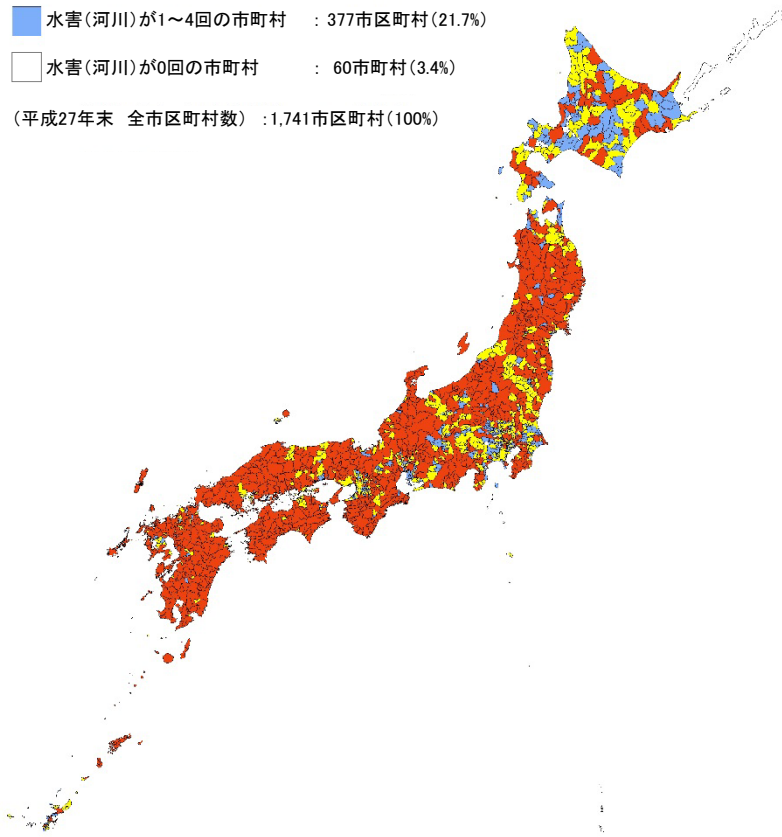 水害(河川)が1～4回の市町村 ：377市区町村(21.7%)
水害(河川)が0回の市町村 ： 60市町村(3.4%)
(平成27年末 全市区町村数) ：1,741市区町村(100%)